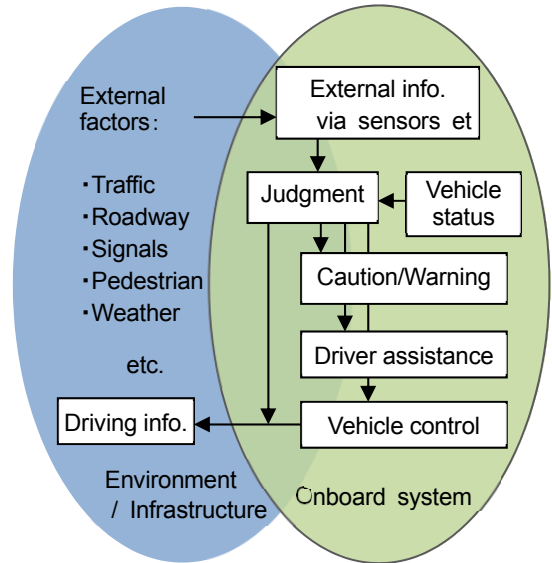 External
factors：
・Traffic
・Roadway
・Signals
・Pedestrian
・Weather
etc.
Driving info.
Environment
/ Infrastructure
External info.
via sensors et
Judgment
Vehicle
status
Caution/Warning
Driver assistance
Vehicle control
Onboard system